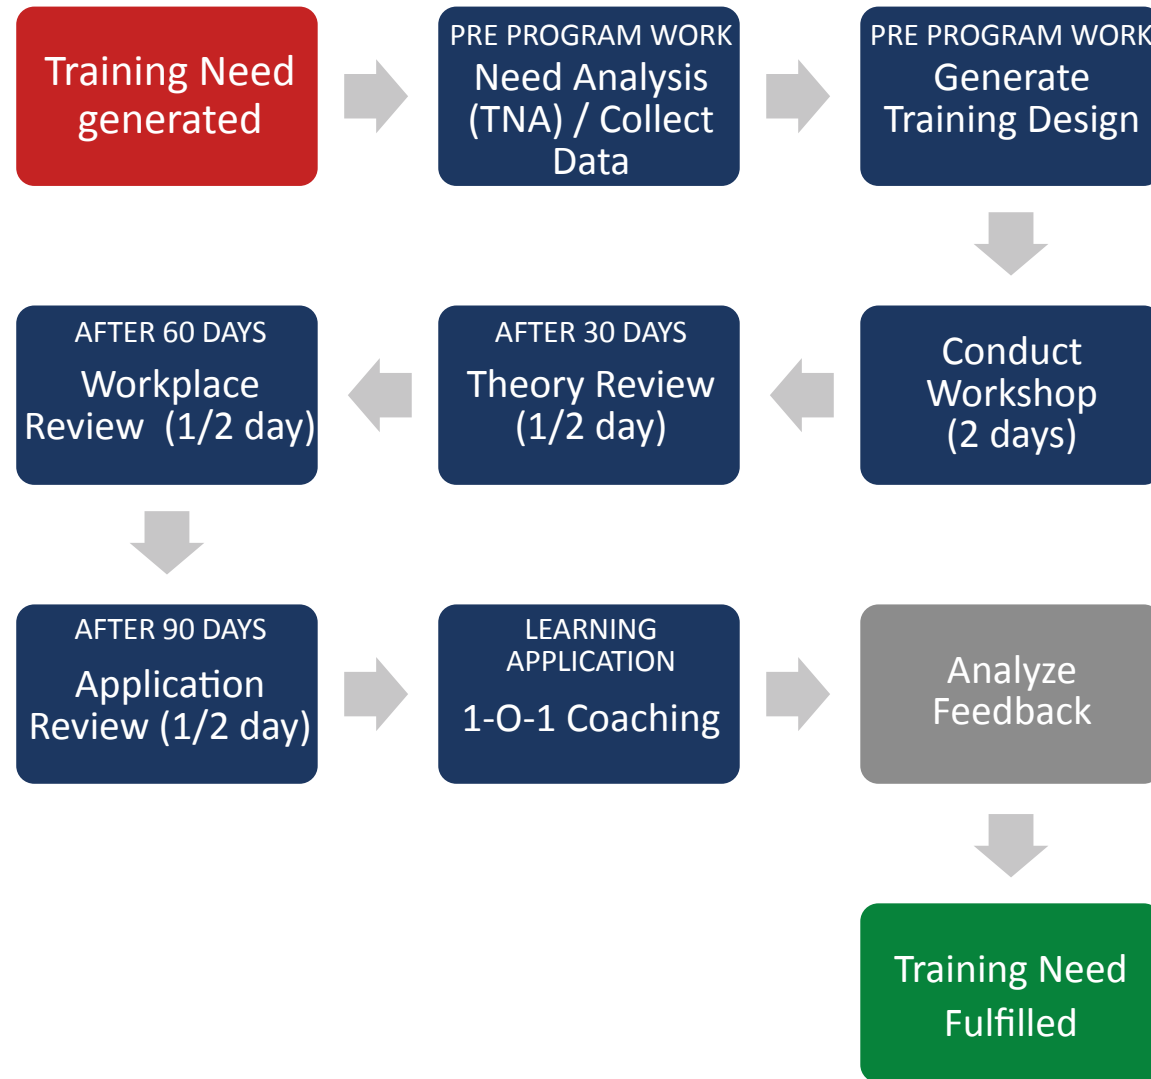 Training Need
generated
PRE PROGRAM WORK
Need Analysis
(TNA) / Collect
Data
PRE PROGRAM WORK
Generate
Training Design
Conduct
Workshop
(2 days)
AFTER 30 DAYS
Theory Review
(1/2 day)
AFTER 60 DAYS
Workplace
Review (1/2 day)
AFTER 90 DAYS
Application
Review (1/2 day)
LEARNING
APPLICATION
1-O-1 Coaching
Analyze
Feedback
Training Need
Fulfilled